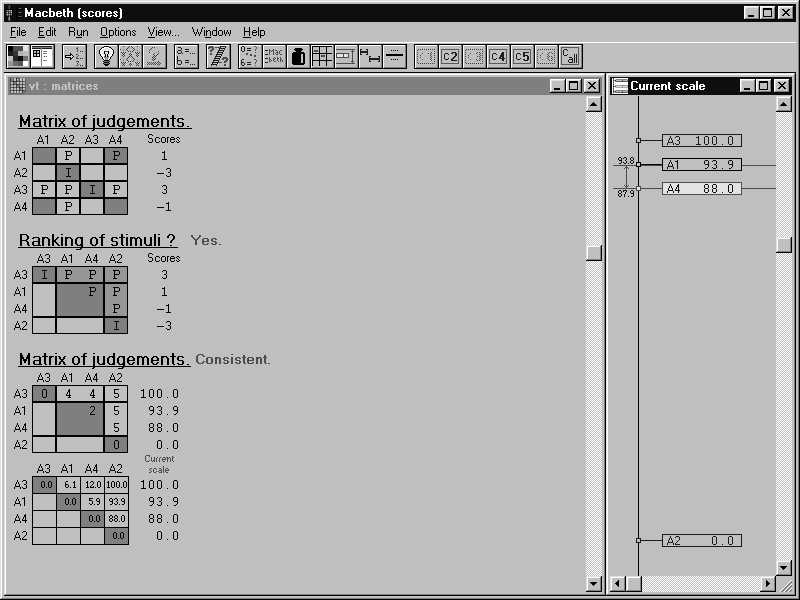 Macbeth (scores)
File Edit Run Options View... Window Help
1... a =... b =... 0 =.. 6 =.. ? Mac beth C1 C2 C3 C4 C5 C6 C all
vt : matrices
Matrix of judgements.
A1 A2 A3 A4 Scores
A1 P P 1
A2 I -3
A3 P P I P 3
A4 P -1
Ranking of stimuli ? Yes.
A3 A1 A4 A2 Scores
A3 I P P P 3
A1 P P 1
A4 P -1
A2 I -3
Matrix of judgements. Consistent.
A3 A1 A4 A2
A3 0 4 4 5 100.0
A1 2 5 93.9
A4 5 88.0
A2 0 0.0
Current
scale
A3 A1 A4 A2
A3 0.0 6.1 12.0 100.0 100.0
A1 0.0 5.9 93.9 93.9
A4 0.0 88.0 88.0
A2 0.0 0.0
Current scale
A3 100.0
93.8
A1 93.9
A4 88.0
87.9
A2 0.0